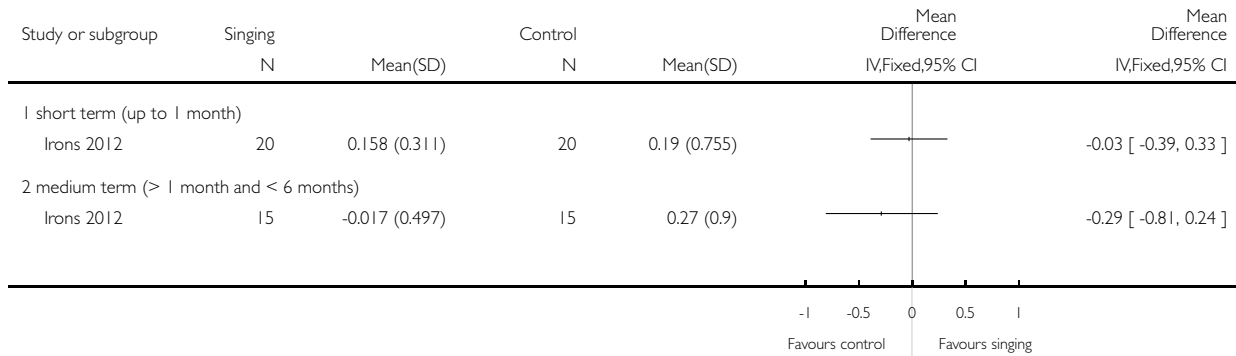 Study or subgroup Singing Control Mean Difference Mean Difference
N Mean(SD) N Mean(SD) IV,Fixed,95% CI IV,Fixed,95% CI
1 short term (up to 1 month)
Irons 2012 20 0.158 (0.311) 20 0.19 (0.755) -0.03 [ -0.39, 0.33 ]
2 medium term (> 1 month and < 6 months)
Irons 2012 15 -0.017 (0.497) 15 0.27 (0.9) -0.29 [ -0.81, 0.24 ]
-1 -0.5 0 0.5 1
Favours control Favours singing